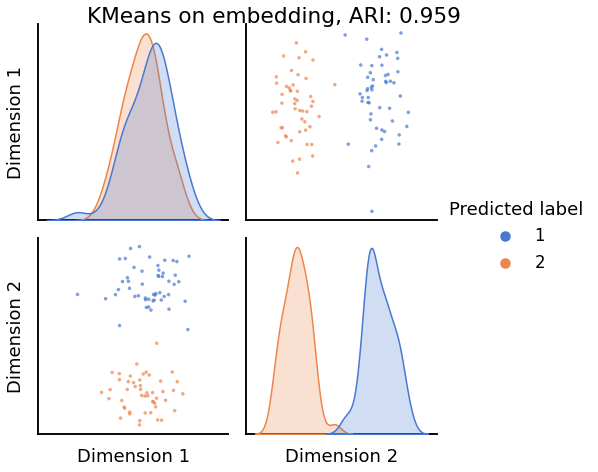 KMeans on embedding, ARI: 0.959
Dimension 1
Predicted label
1
2
Dimension 2
Dimension 1
Dimension 2